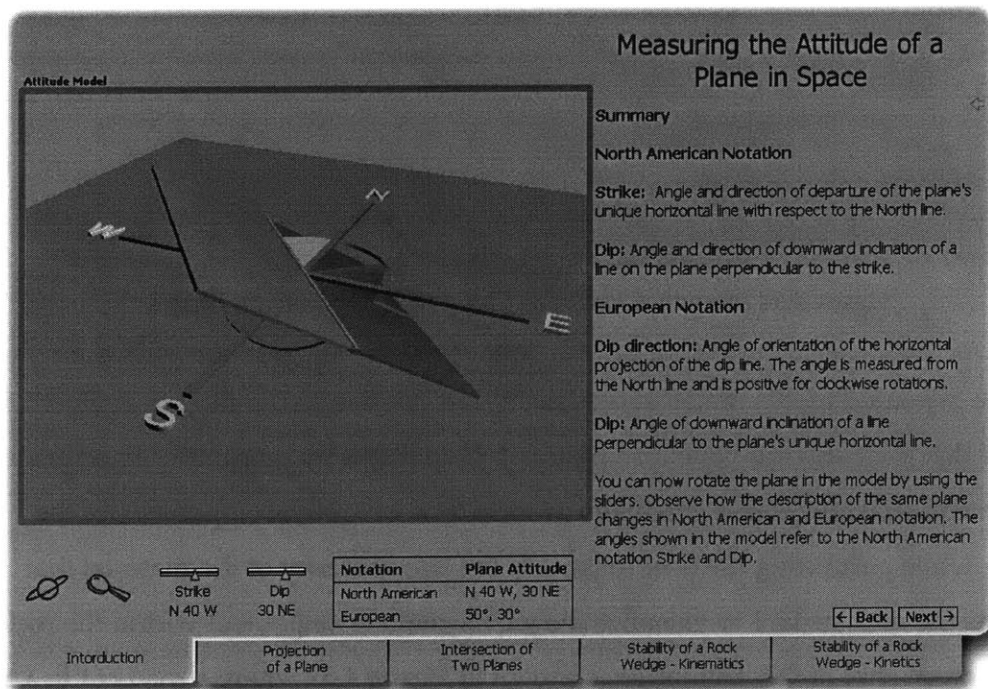 Measuring the Attitude of a
Plane in Space
Attitude Model
W
N
E
S
Summary
North American Notation
Strike: Angle and direction of departure of the plane's
unique horizontal line with respect to the North line.
Dip: Angle and direction of downward inclination of a
line on the plane perpendicular to the strike.
European Notation
Dip direction: Angle of orientation of the horizontal
projection of the dip line. The angle is measured from
the North line and is positive for clockwise rotations.
Dip: Angle of downward inclination of a line
perpendicular to the plane's unique horizontal line.
You can now rotate the plane in the model by using the
sliders. Observe how the description of the same plane
changes in North American and European notation. The
angles shown in the model refer to the North American
notation Strike and Dip.
Strike
N 40 W
Dip
30 NE
Notation Plane Attitude
North American N 40 W, 30 NE
European 50°, 30°
Back Next
Intorduction
Projection
of a Plane
Intersection of
Two Planes
Stability of a Rock
Wedge - Kinematics
Stability of a Rock
Wedge - Kinetics